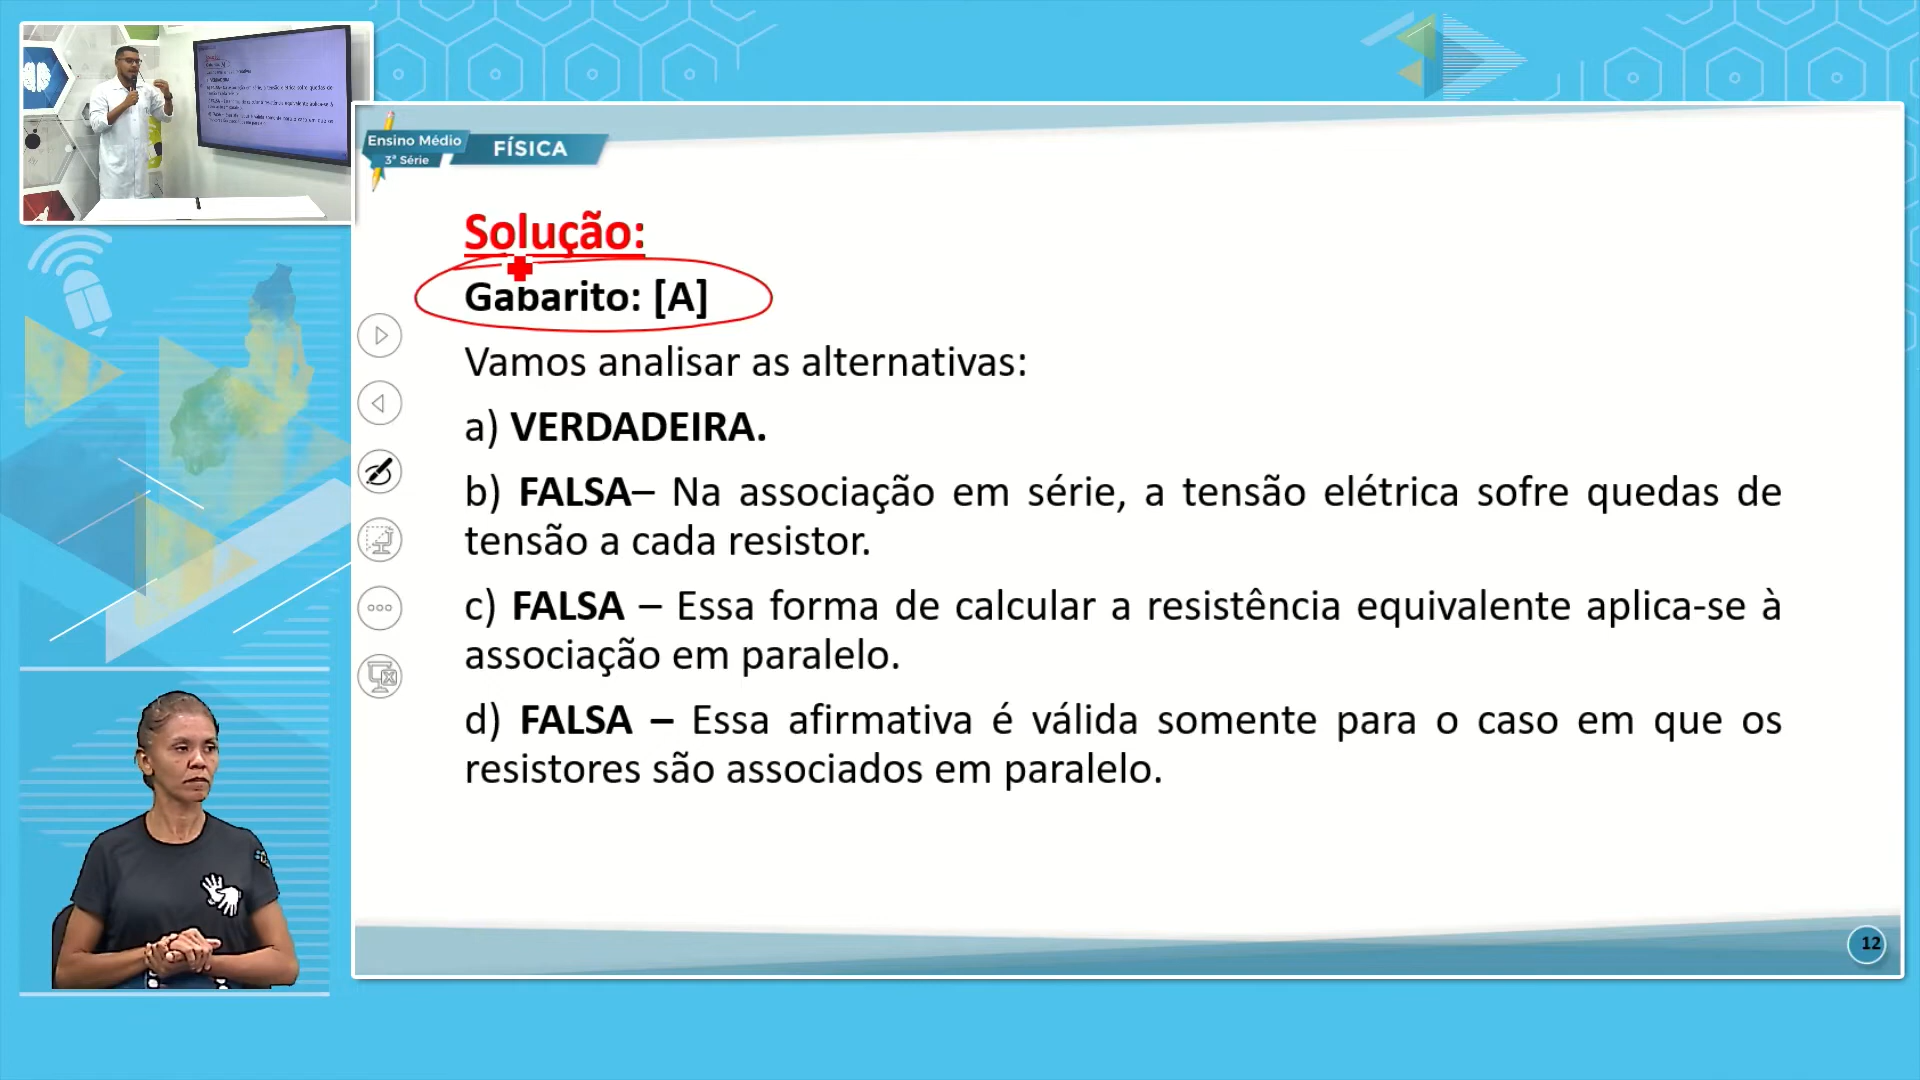 Ensino Médio
3ª Série
FÍSICA
Solução:
Gabarito: [A]
Vamos analisar as alternativas:
a) VERDADEIRA.
b) FALSA– Na associação em série, a tensão elétrica sofre quedas de
tensão a cada resistor.
c) FALSA – Essa forma de calcular a resistência equivalente aplica-se à
associação em paralelo.
d) FALSA – Essa afirmativa é válida somente para o caso em que os
resistores são associados em paralelo.
12